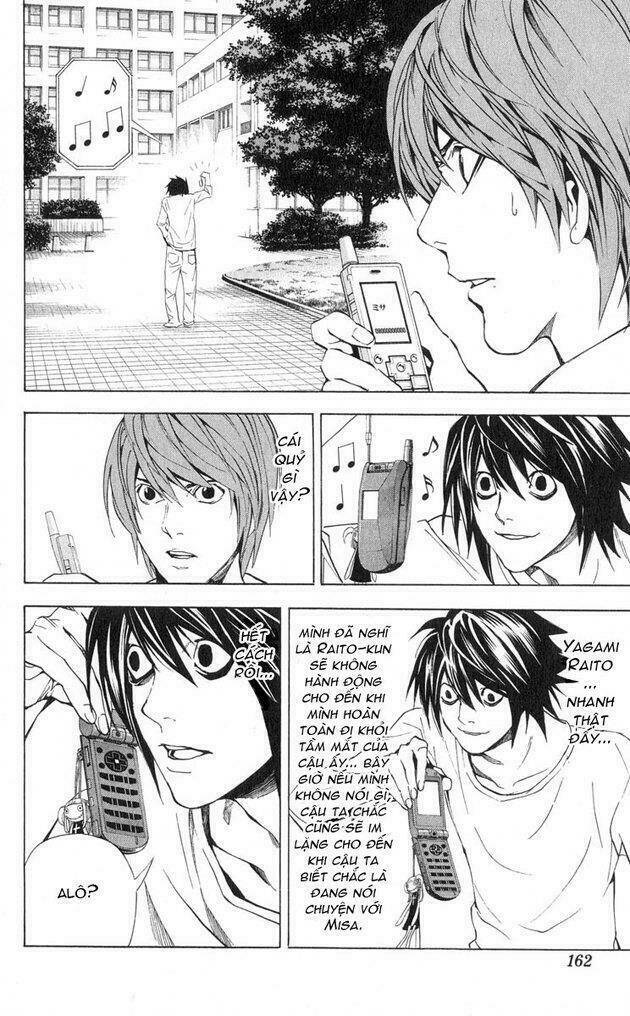 ミサ
CÁI
QUỶ
GÌ
VẬY?
YAGAMI
RAITO
...
NHANH
THẬT
ĐẤY...
MÌNH ĐÃ NGHĨ
LÀ RAITO-KUN
SẼ KHÔNG
HÀNH ĐỘNG
CHO ĐẾN KHI
MÌNH HOÀN
TOÀN ĐI KHỎI
TẦM MẮT CỦA
CẬU ẤY... BÂY
GIỜ NẾU MÌNH
KHÔNG NÓI GÌ,
CẬU TA CHẮC
CŨNG SẼ IM
LẶNG CHO ĐẾN
KHI CẬU TA
BIẾT CHẮC LÀ
ĐANG NÓI
CHUYỆN VỚI
MISA.
HẾT
CÁCH
RỒI...
ALÔ?
162